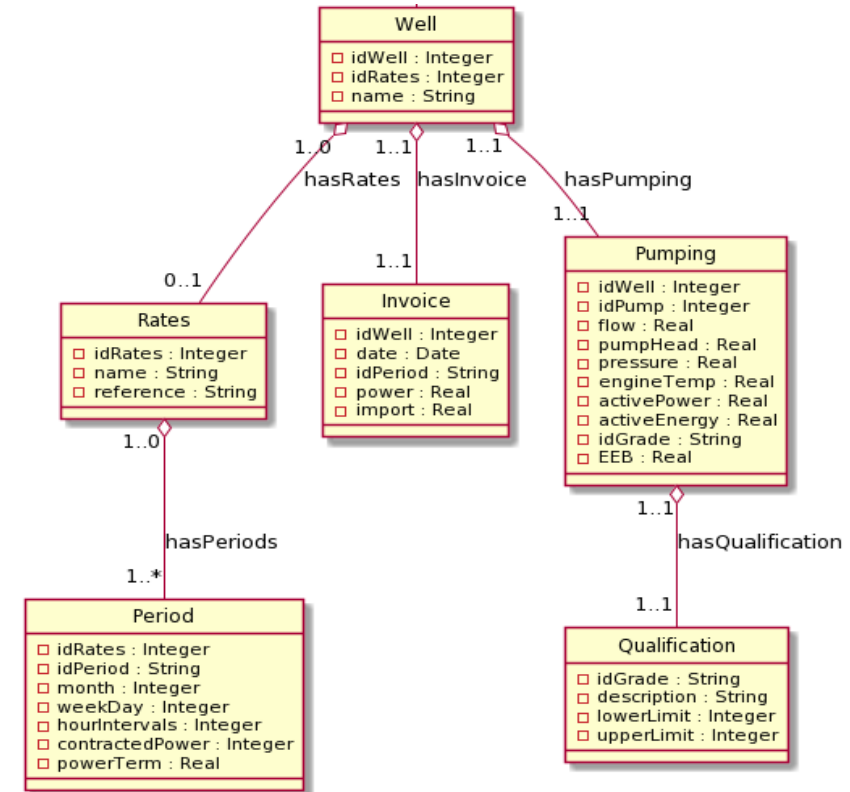 Well
idWell : Integer
idRates : Integer
name : String
1..0
1..1
1..1
hasRates
hasInvoice
hasPumping
0..1
1..1
1..1
Rates
idRates : Integer
name : String
reference : String
Invoice
idWell : Integer
date : Date
idPeriod : String
power : Real
import : Real
Pumping
idWell : Integer
idPump : Integer
flow : Real
pumpHead : Real
pressure : Real
engineTemp : Real
activePower : Real
activeEnergy : Real
idGrade : String
EEB : Real
1..0
hasPeriods
1..*
1..1
hasQualification
1..1
Period
idRates : Integer
idPeriod : String
month : Integer
weekDay : Integer
hourIntervals : Integer
contractedPower : Integer
powerTerm : Real
Qualification
idGrade : String
description : String
lowerLimit : Integer
upperLimit : Integer